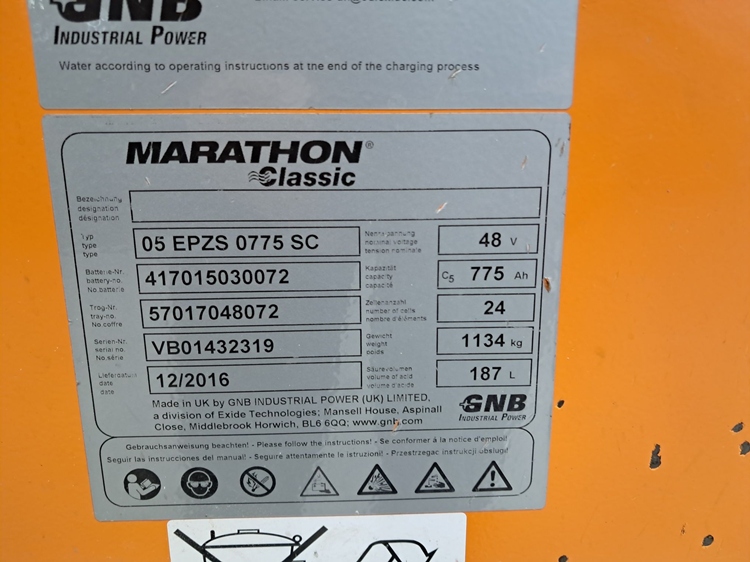 GNB
INDUSTRIAL POWER
Water according to operating instructions at the end of the charging process
MARATHON®
Classic
Bezeichnung
designation
désignation
Typ
type
type
05 EPZS 0775 SC
Nennspannung
nominal voltage
tension nominale
48 V
Batterie-Nr.
battery-no.
No.batterie
417015030072
Kapazität
capacity
capacité
C5 775 Ah
Trog-Nr.
tray-no.
No.coffre
57017048072
Zellenanzahl
number of cells
nombre d'éléments
24
Serien-Nr.
serial no.
No.série
VB01432319
Gewicht
weight
poids
1134 kg
Lieferdatum
date
date
12/2016
Säurevolumen
volume of acid
volume d'acide
187 L
Made in UK by GNB INDUSTRIAL POWER (UK) LIMITED,
a division of Exide Technologies; Mansell House, Aspinall
Close, Middlebrook Horwich, BL6 6QQ; www.gnb.com
GNB
INDUSTRIAL POWER
Gebrauchsanweisung beachten! - Please follow the instructions! - Se conformer á la notice d'emploi!
Seguir las instrucciones del manual! - Seguire attentamente le istruzioni! - Przestrzegac instrukcji obslugi!